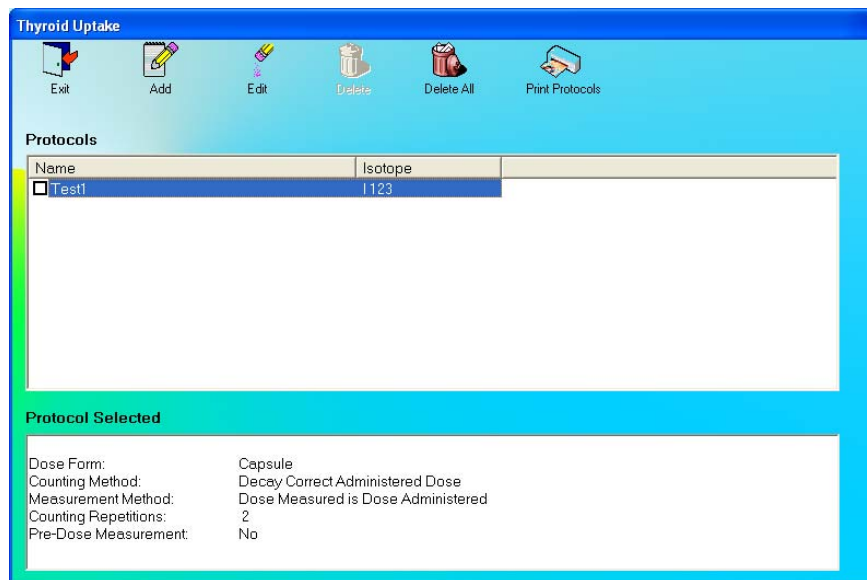 Thyroid Uptake
Exit Add Edit Delete Delete All Print Protocols
Protocols
Name Isotope
Test1 I123
Protocol Selected
Dose Form: Capsule
Counting Method: Decay Correct Administered Dose
Measurement Method: Dose Measured is Dose Administered
Counting Repetitions: 2
Pre-Dose Measurement: No